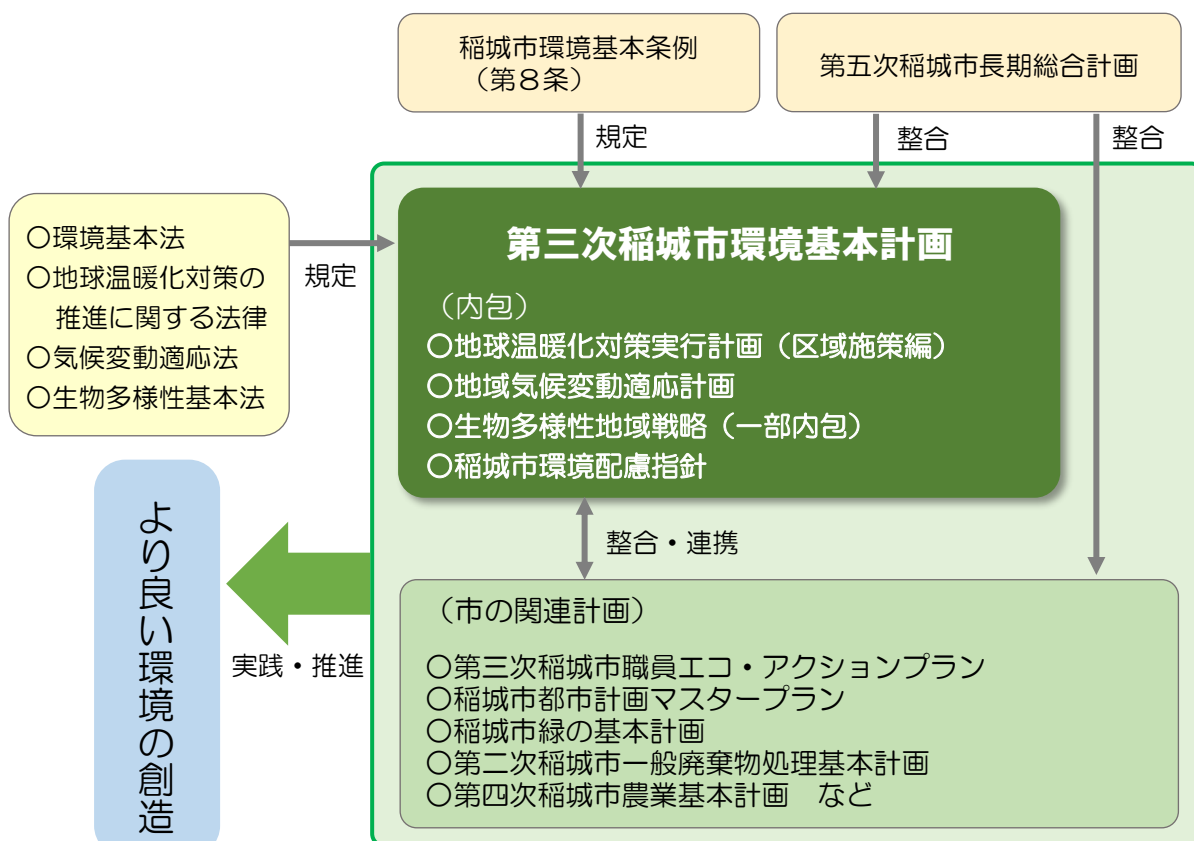 稲城市環境基本条例
（第８条）
第五次稲城市長期総合計画
規定
整合
整合
〇環境基本法
〇地球温暖化対策の
推進に関する法律
〇気候変動適応法
〇生物多様性基本法
規定
第三次稲城市環境基本計画
（内包）
〇地球温暖化対策実行計画（区域施策編）
〇地域気候変動適応計画
〇生物多様性地域戦略（一部内包）
〇稲城市環境配慮指針
整合・連携
（市の関連計画）
〇第三次稲城市職員エコ・アクションプラン
〇稲城市都市計画マスタープラン
〇稲城市緑の基本計画
〇第二次稲城市一般廃棄物処理基本計画
〇第四次稲城市農業基本計画　など
実践・推進
より良い環境の創造